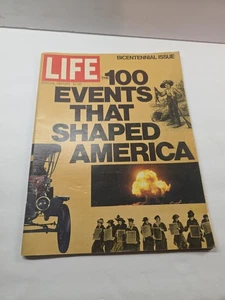 LIFE
BICENTENNIAL ISSUE
THE 100
EVENTS
THAT
SHAPED
AMERICA